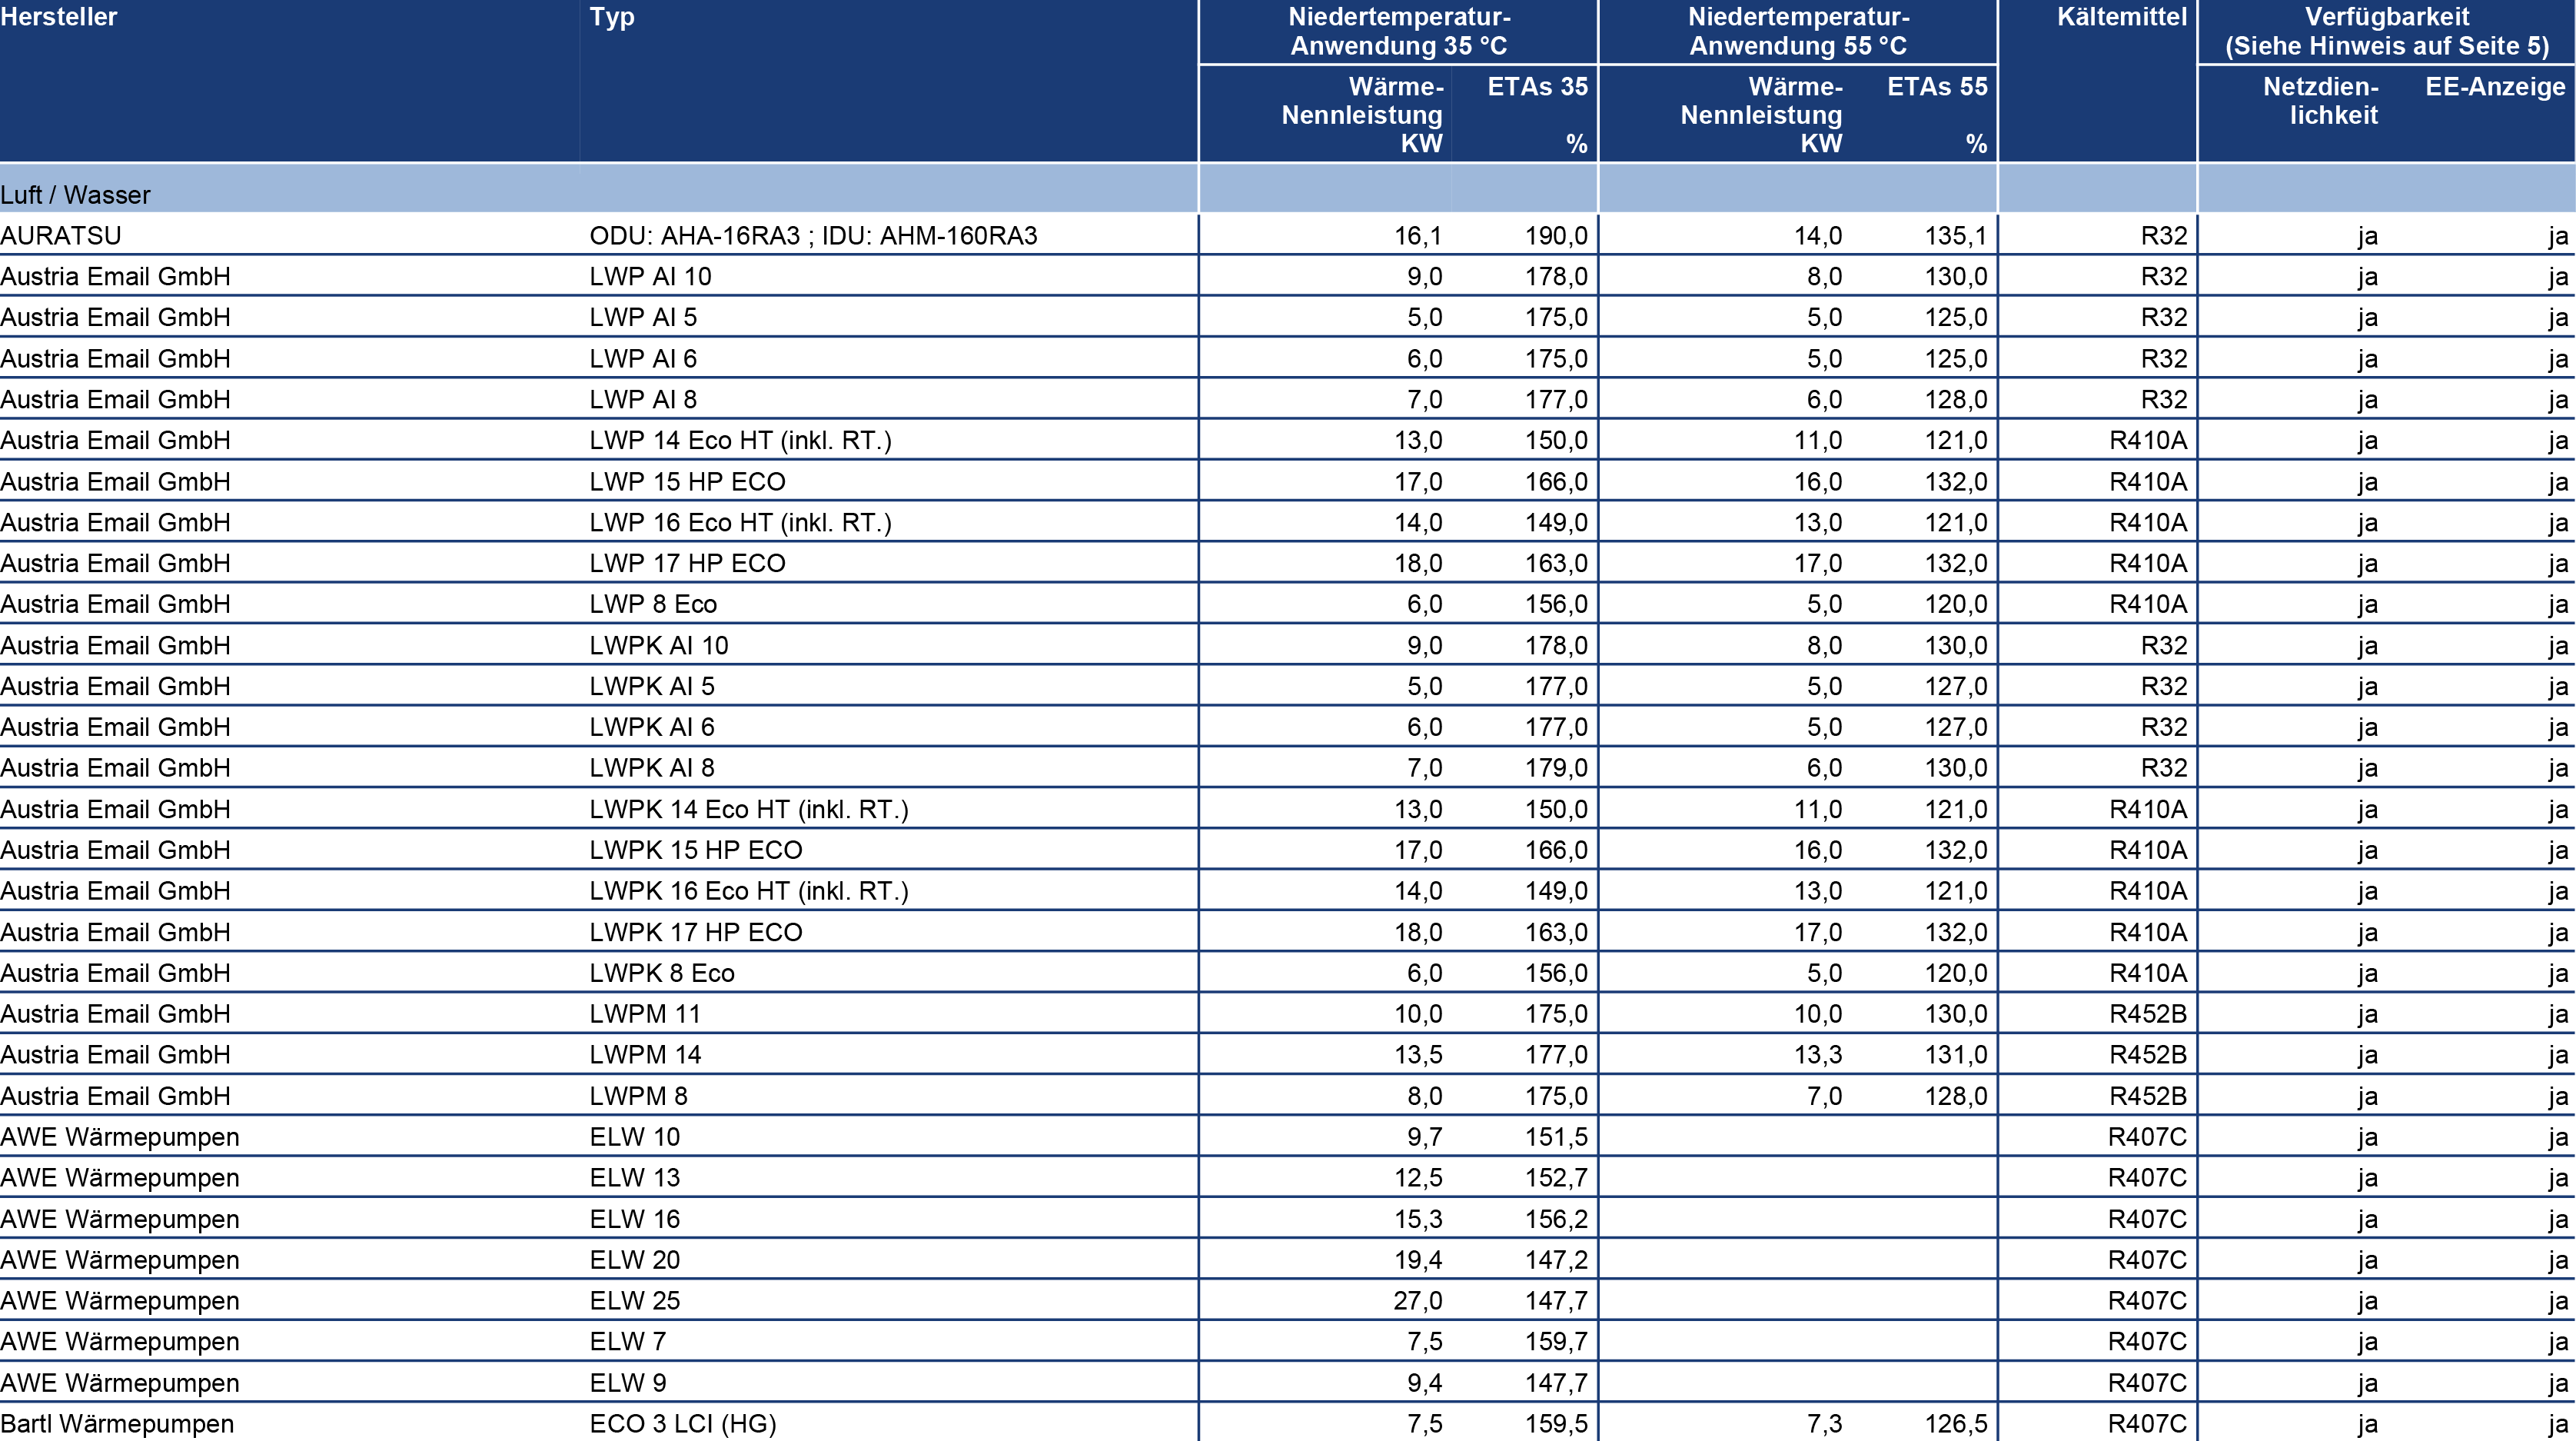 Hersteller Typ Niedertemperatur- Niedertemperatur- Kältemittel Verfügbarkeit
Anwendung 35 °C Anwendung 55 °C (Siehe Hinweis auf Seite 5)
Wärme- ETAs 35 Wärme- ETAs 55 Netzdien- EE-Anzeige
Nennleistung Nennleistung lichkeit
KW % KW %
Luft / Wasser
AURATSU ODU: AHA-16RA3 ; IDU: AHM-160RA3 16,1 190,0 14,0 135,1 R32 ja ja
Austria Email GmbH LWP AI 10 9,0 178,0 8,0 130,0 R32 ja ja
Austria Email GmbH LWP AI 5 5,0 175,0 5,0 125,0 R32 ja ja
Austria Email GmbH LWP AI 6 6,0 175,0 5,0 125,0 R32 ja ja
Austria Email GmbH LWP AI 8 7,0 177,0 6,0 128,0 R32 ja ja
Austria Email GmbH LWP 14 Eco HT (inkl. RT.) 13,0 150,0 11,0 121,0 R410A ja ja
Austria Email GmbH LWP 15 HP ECO 17,0 166,0 16,0 132,0 R410A ja ja
Austria Email GmbH LWP 16 Eco HT (inkl. RT.) 14,0 149,0 13,0 121,0 R410A ja ja
Austria Email GmbH LWP 17 HP ECO 18,0 163,0 17,0 132,0 R410A ja ja
Austria Email GmbH LWP 8 Eco 6,0 156,0 5,0 120,0 R410A ja ja
Austria Email GmbH LWPK AI 10 9,0 178,0 8,0 130,0 R32 ja ja
Austria Email GmbH LWPK AI 5 5,0 177,0 5,0 127,0 R32 ja ja
Austria Email GmbH LWPK AI 6 6,0 177,0 5,0 127,0 R32 ja ja
Austria Email GmbH LWPK AI 8 7,0 179,0 6,0 130,0 R32 ja ja
Austria Email GmbH LWPK 14 Eco HT (inkl. RT.) 13,0 150,0 11,0 121,0 R410A ja ja
Austria Email GmbH LWPK 15 HP ECO 17,0 166,0 16,0 132,0 R410A ja ja
Austria Email GmbH LWPK 16 Eco HT (inkl. RT.) 14,0 149,0 13,0 121,0 R410A ja ja
Austria Email GmbH LWPK 17 HP ECO 18,0 163,0 17,0 132,0 R410A ja ja
Austria Email GmbH LWPK 8 Eco 6,0 156,0 5,0 120,0 R410A ja ja
Austria Email GmbH LWPM 11 10,0 175,0 10,0 130,0 R452B ja ja
Austria Email GmbH LWPM 14 13,5 177,0 13,3 131,0 R452B ja ja
Austria Email GmbH LWPM 8 8,0 175,0 7,0 128,0 R452B ja ja
AWE Wärmepumpen ELW 10 9,7 151,5 R407C ja ja
AWE Wärmepumpen ELW 13 12,5 152,7 R407C ja ja
AWE Wärmepumpen ELW 16 15,3 156,2 R407C ja ja
AWE Wärmepumpen ELW 20 19,4 147,2 R407C ja ja
AWE Wärmepumpen ELW 25 27,0 147,7 R407C ja ja
AWE Wärmepumpen ELW 7 7,5 159,7 R407C ja ja
AWE Wärmepumpen ELW 9 9,4 147,7 R407C ja ja
Bartl Wärmepumpen ECO 3 LCI (HG) 7,5 159,5 7,3 126,5 R407C ja ja